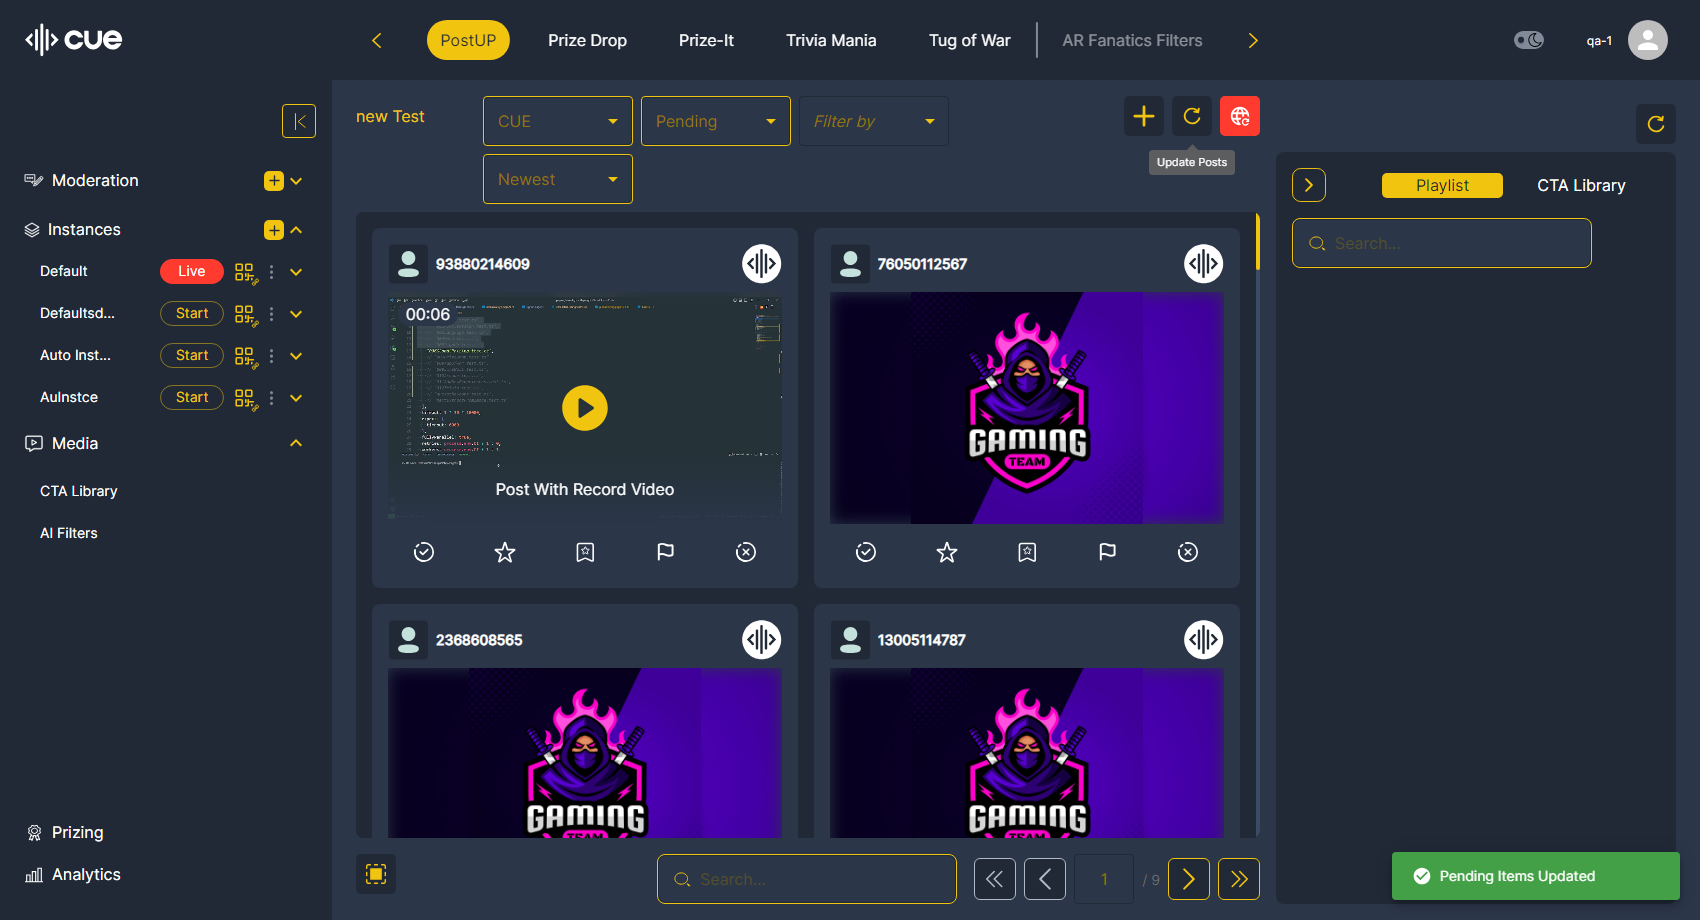 cue
PostUP
Prize Drop
Prize-It
Trivia Mania
Tug of War
AR Fanatics Filters
qa-1
Moderation
Instances
Default
Live
Defaultsd...
Start
Auto Inst...
Start
AuInstce
Start
Media
CTA Library
AI Filters
Prizing
Analytics
new Test
CUE
Pending
Filter by
Newest
Update Posts
93880214609
00:06
Post With Record Video
76050112567
GAMING
TEAM
2368608565
GAMING
TEAM
13005114787
GAMING
TEAM
Search...
1
/ 9
Playlist
CTA Library
Search...
Pending Items Updated